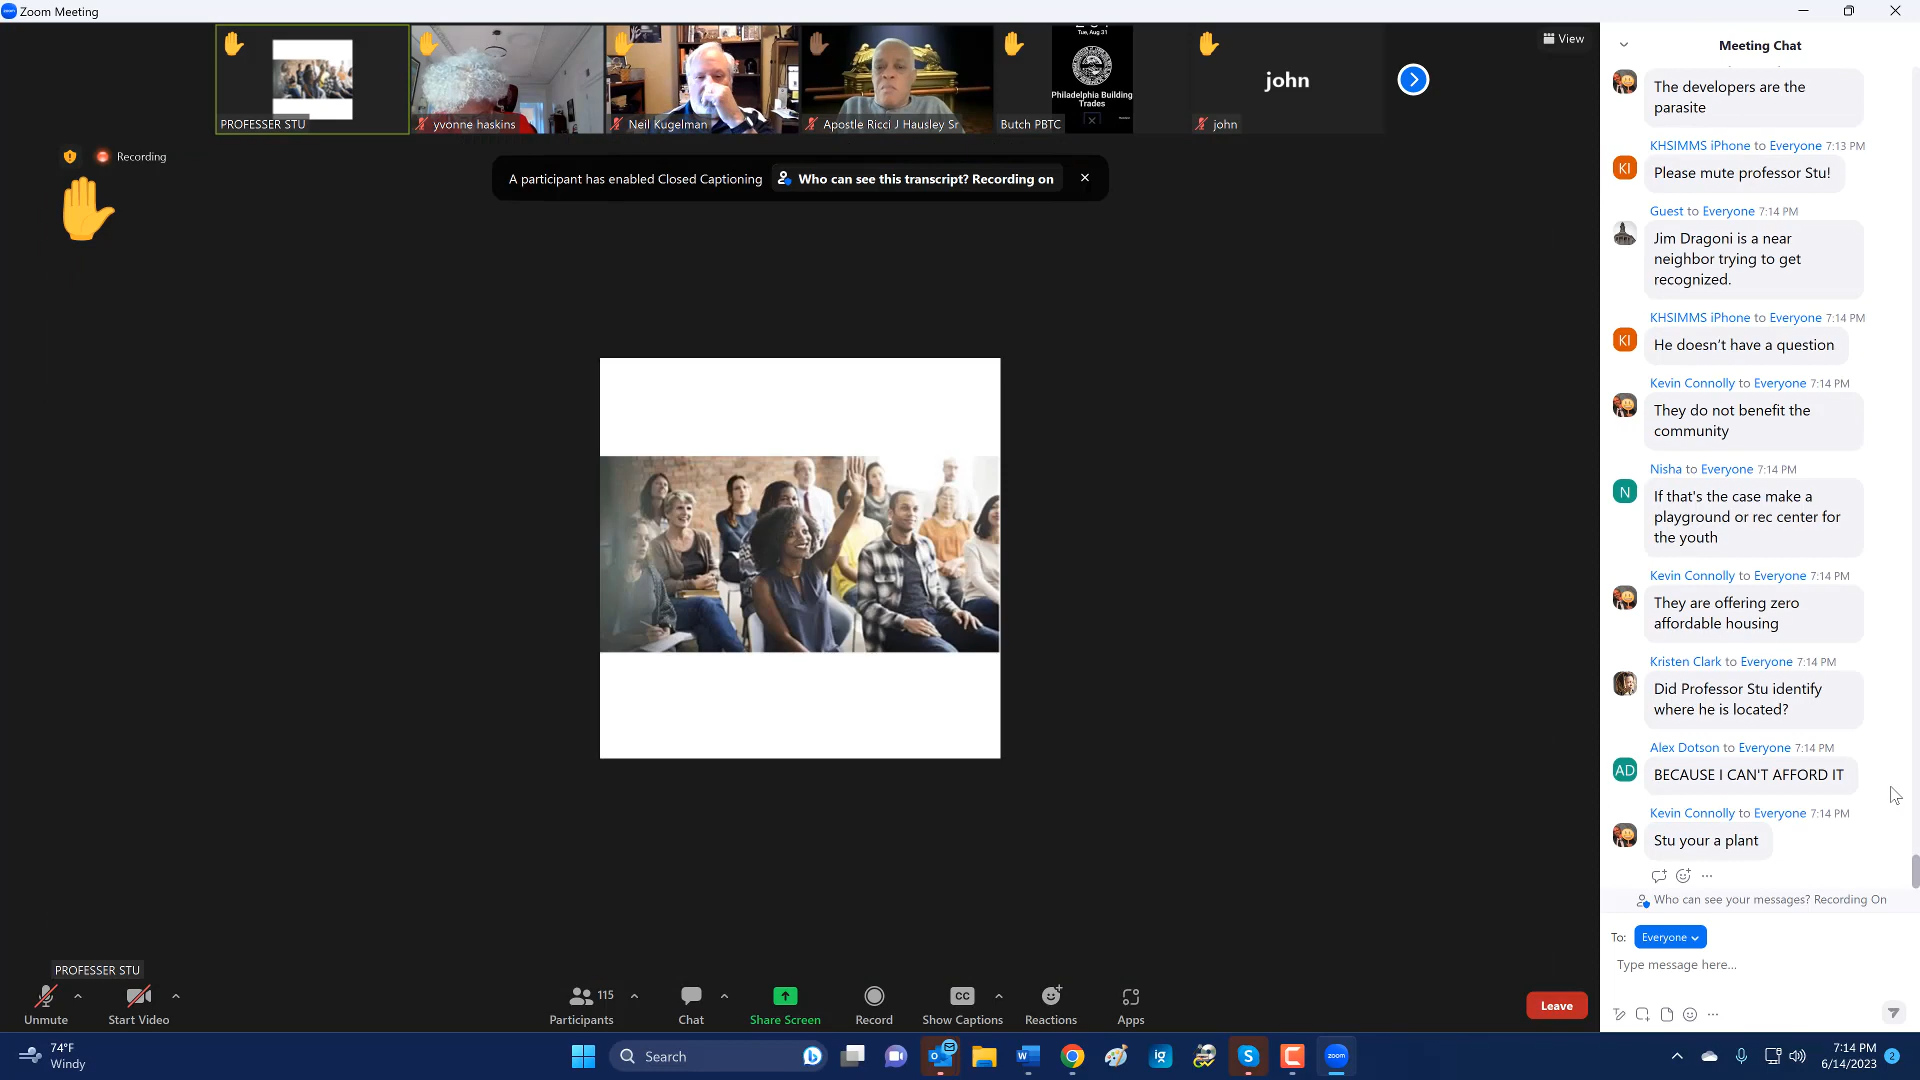 Zoom Meeting
PROFESSER STU
yvonne haskins
Neil Kugelman
Apostle Ricci J Hausley Sr
Tue, Aug 31
Philadelphia Building
Trades
Butch PBTC
john
john
View
Recording
A participant has enabled Closed Captioning
Who can see this transcript? Recording on
PROFESSER STU
Unmute
Start Video
115
Participants
Chat
Share Screen
Record
CC
Show Captions
Reactions
Apps
Leave
Meeting Chat
The developers are the
parasite
KHSIMMS iPhone to Everyone 7:13 PM
KI
Please mute professor Stu!
Guest to Everyone 7:14 PM
Jim Dragoni is a near
neighbor trying to get
recognized.
KHSIMMS iPhone to Everyone 7:14 PM
KI
He doesn't have a question
Kevin Connolly to Everyone 7:14 PM
They do not benefit the
community
Nisha to Everyone 7:14 PM
N
If that's the case make a
playground or rec center for
the youth
Kevin Connolly to Everyone 7:14 PM
They are offering zero
affordable housing
Kristen Clark to Everyone 7:14 PM
Did Professor Stu identify
where he is located?
Alex Dotson to Everyone 7:14 PM
AD
BECAUSE I CAN'T AFFORD IT
Kevin Connolly to Everyone 7:14 PM
Stu your a plant
Who can see your messages? Recording On
To: Everyone
Type message here...
74°F
Windy
Search
ig
zoom
7:14 PM
6/14/2023
2